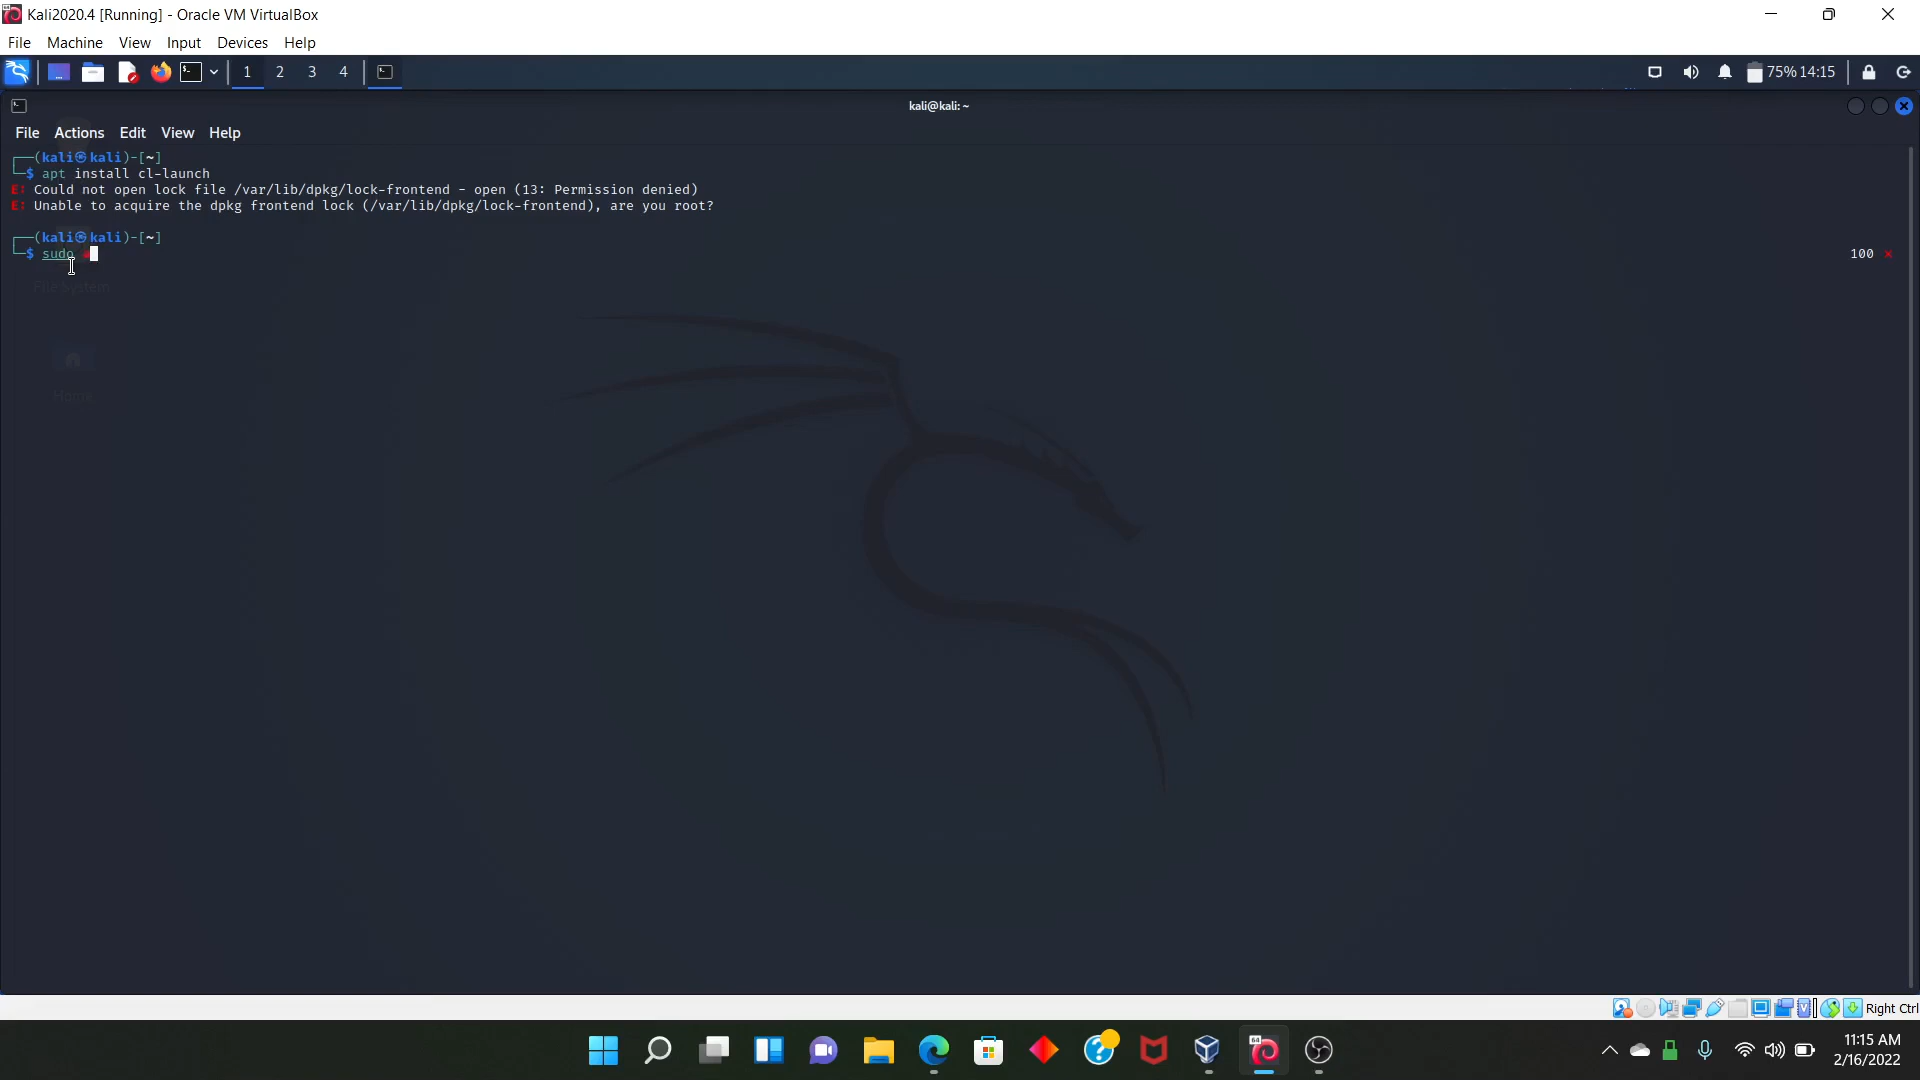 Kali2020.4 [Running] - Oracle VM VirtualBox
File Machine View Input Devices Help
1 2 3 4 75% 14:15
kali@kali: ~
File Actions Edit View Help
┌──(kali㉿kali)-[~]
└─$ apt install cl-launch
E: Could not open lock file /var/lib/dpkg/lock-frontend - open (13: Permission denied)
E: Unable to acquire the dpkg frontend lock (/var/lib/dpkg/lock-frontend), are you root?
┌──(kali㉿kali)-[~]
└─$ sudo 100 ⨯
File System
Home
Right Ctrl
11:15 AM
2/16/2022